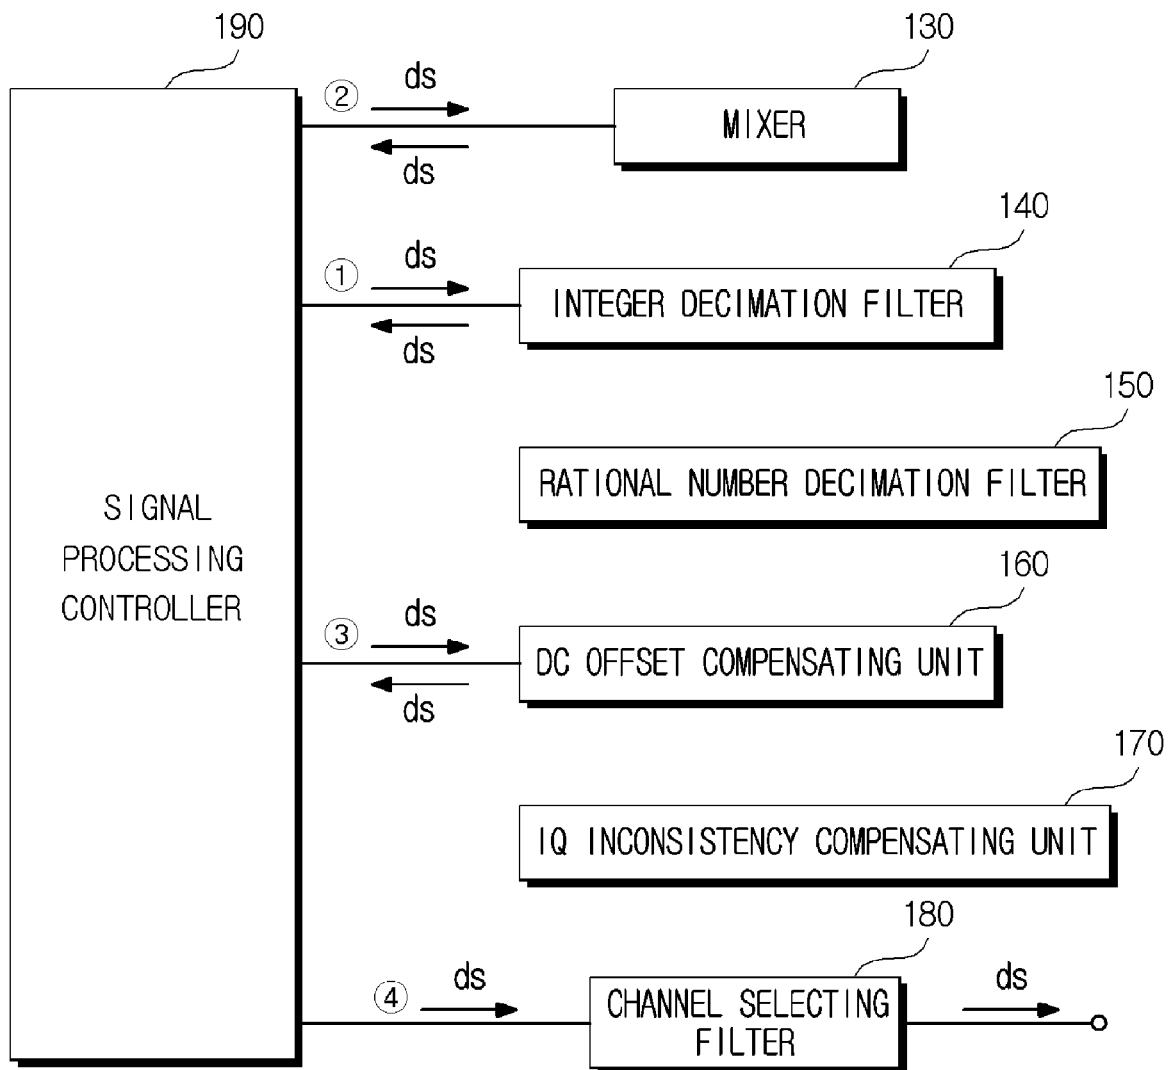 190
130
② ds
MIXER
ds
140
① ds
INTEGER DECIMATION FILTER
ds
150
RATIONAL NUMBER DECIMATION FILTER
SIGNAL
PROCESSING
CONTROLLER
160
③ ds
DC OFFSET COMPENSATING UNIT
ds
170
IQ INCONSISTENCY COMPENSATING UNIT
180
④ ds
CHANNEL SELECTING
FILTER
ds